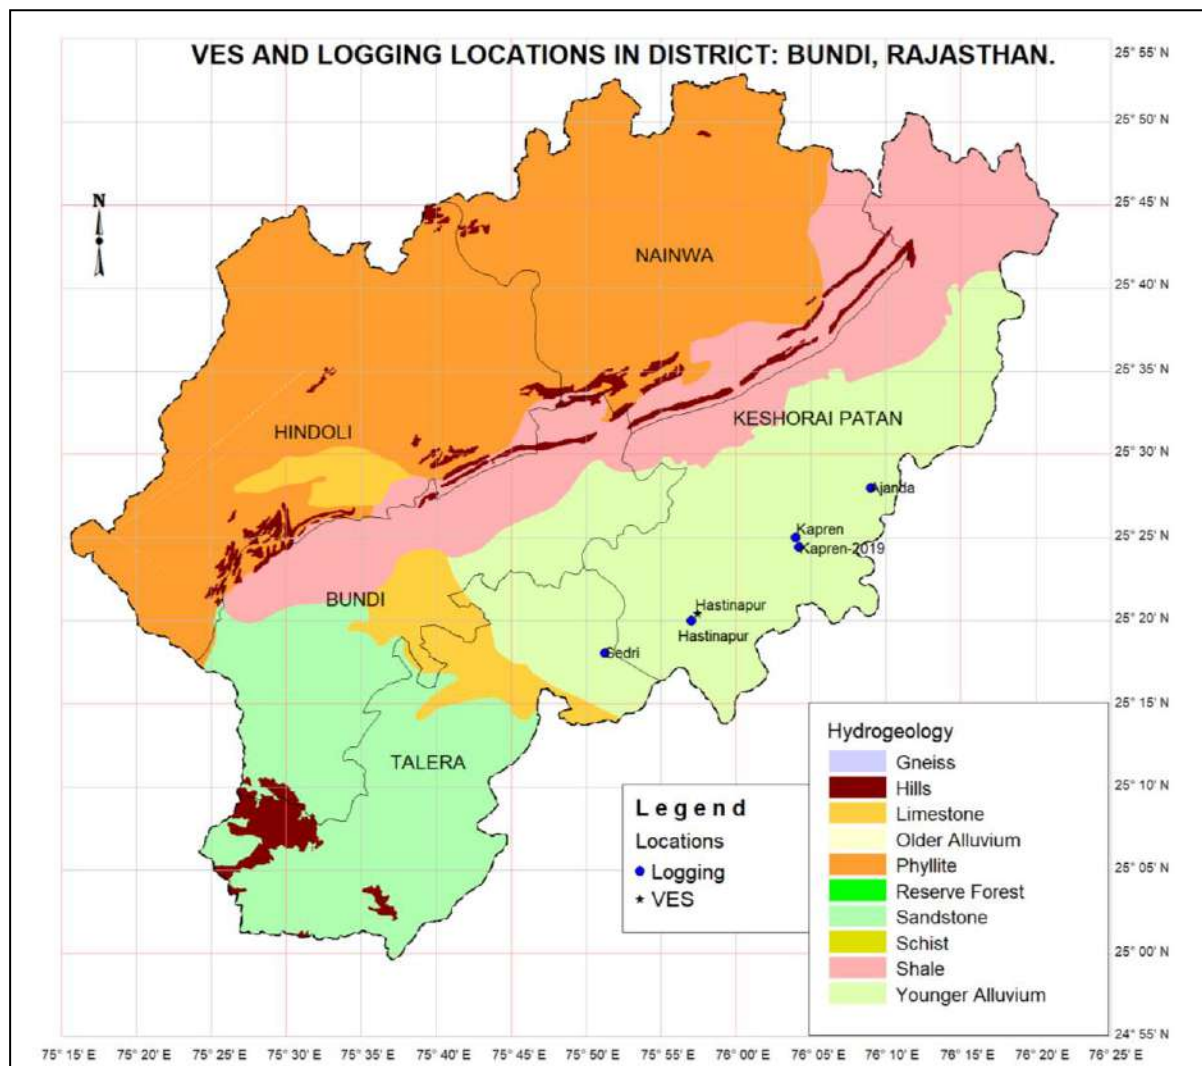 VES AND LOGGING LOCATIONS IN DISTRICT: BUNDI, RAJASTHAN.
25° 55' N
25° 50' N
N
25° 45' N
NAINWA
25° 40' N
25° 35' N
KESHORAI PATAN
HINDOLI
25° 30' N
Ajanda
Kapren
25° 25' N
Kapren-2019
BUNDI
Hastinapur
25° 20' N
Hastinapur
Sedri
25° 15' N
Hydrogeology
TALERA
Gneiss
25° 10' N
Hills
Legend
Limestone
Locations
Older Alluvium
Logging
Phyllite
25° 05' N
VES
Reserve Forest
Sandstone
Schist
25° 00' N
Shale
Younger Alluvium
24° 55' N
75° 15' E 75° 20' E 75° 25' E 75° 30' E 75° 35' E 75° 40' E 75° 45' E 75° 50' E 75° 55' E 76° 00' E 76° 05' E 76° 10' E 76° 15' E 76° 20' E 76° 25' E